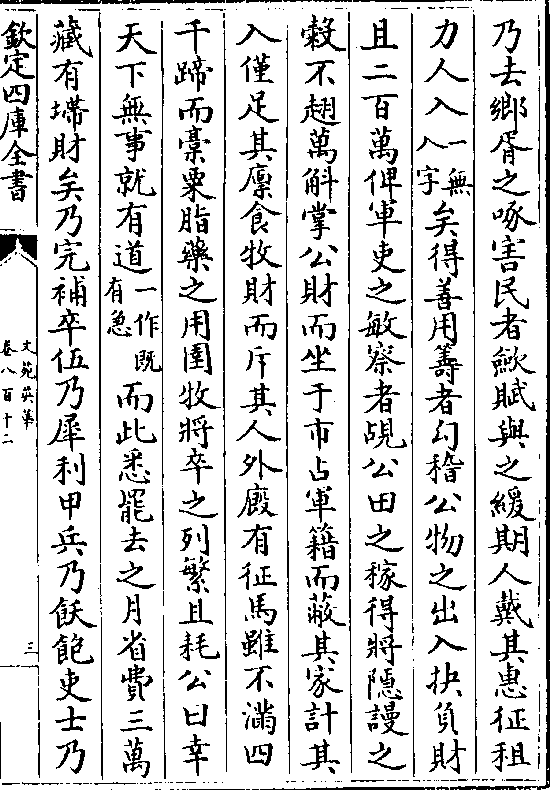 乃去鄉胥之啄害民者歛賦與之緩期人戴其惠征租
力人入一無入字矣得善用籌者勾稽公物之出入抉負財
且二百萬俾軍吏之敏察者覘公田之稼得將隱謾之
穀不趐萬斛掌公財而坐于市占軍籍而蔽其家計其
入僅足其廪食牧財而斥其人外廐有征馬雖不滿四
千蹄而藁粟脂藥之用圉牧將卒之列繁且耗公曰幸
天下無事就有道一作既有急而此悉罷去之月省費三萬
藏有墆財矣乃完補卒伍乃犀利甲兵乃飫飽吏士乃
欽定四庫全書
文苑英華
卷八百十二
三